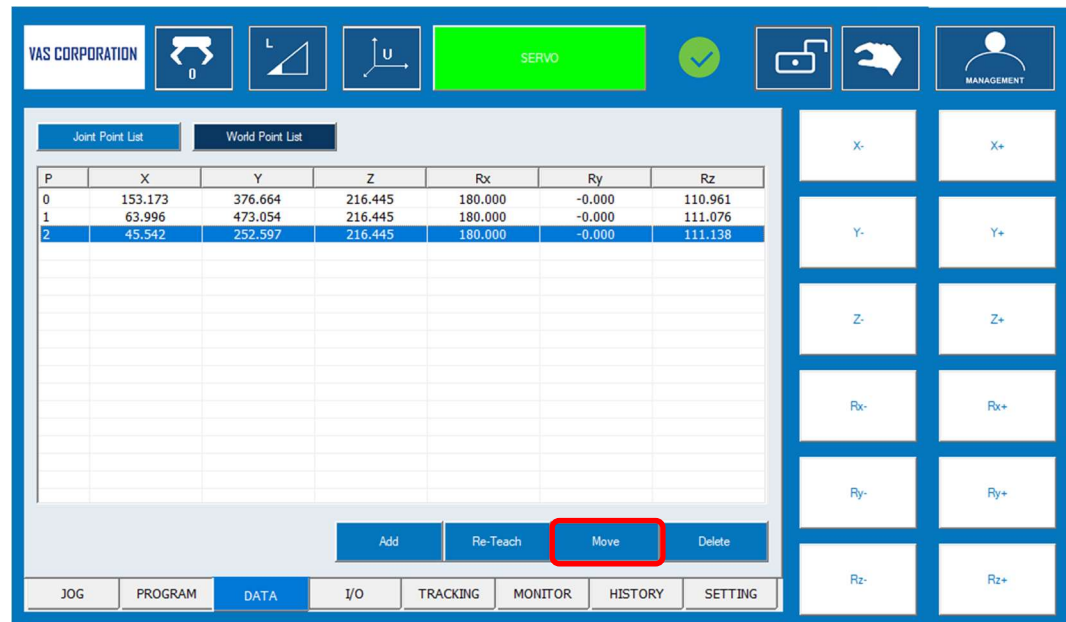 VAS CORPORATION
0
L
U
SERVO
MANAGEMENT
Joint Point List World Point List
P X Y Z Rx Ry Rz
0 153.173 376.664 216.445 180.000 -0.000 110.961
1 63.996 473.054 216.445 180.000 -0.000 111.076
2 45.542 252.597 216.445 180.000 -0.000 111.138
Add Re-Teach Move Delete
JOG PROGRAM DATA I/O TRACKING MONITOR HISTORY SETTING
X- X+
Y- Y+
Z- Z+
Rx- Rx+
Ry- Ry+
Rz- Rz+